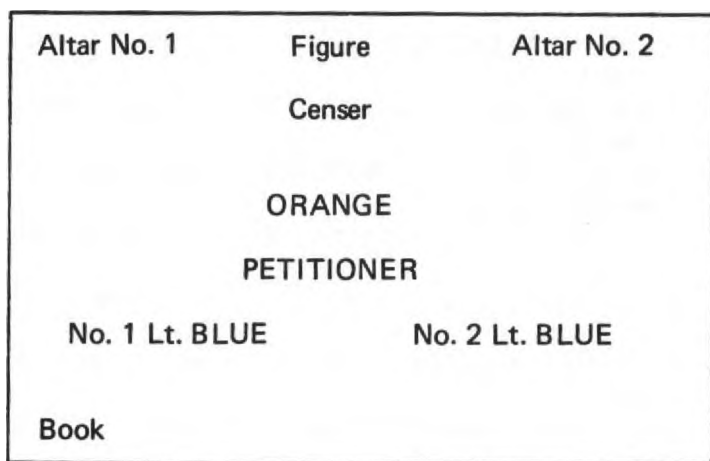 Altar No. 1 Figure Altar No. 2
Censer
ORANGE
PETITIONER
No. 1 Lt. BLUE No. 2 Lt. BLUE
Book